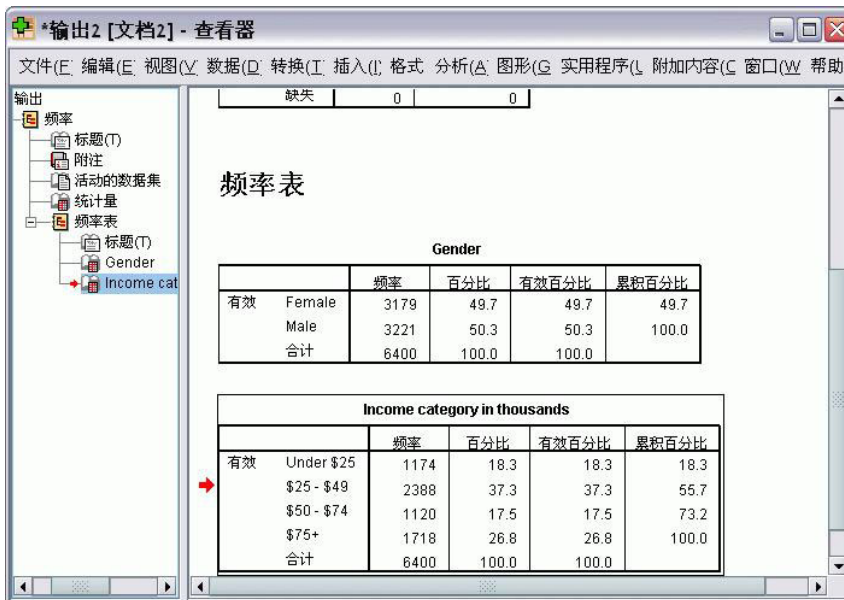 *输出2 [文档2] - 查看器
文件(F 编辑(E 视图(V 数据(D 转换(T 插入(I 格式 分析(A 图形(G 实用程序(U 附加内容(C 窗口(W 帮助
输出
频率
标题(T)
附注
活动的数据集
统计量
频率表
标题(T)
Gender
Income cat
缺失 0 0
频率表
Gender
频率 百分比 有效百分比 累积百分比
有效 Female 3179 49.7 49.7 49.7
Male 3221 50.3 50.3 100.0
合计 6400 100.0 100.0
Income category in thousands
频率 百分比 有效百分比 累积百分比
有效 Under $25 1174 18.3 18.3 18.3
$25 - $49 2388 37.3 37.3 55.7
$50 - $74 1120 17.5 17.5 73.2
$75+ 1718 26.8 26.8 100.0
合计 6400 100.0 100.0